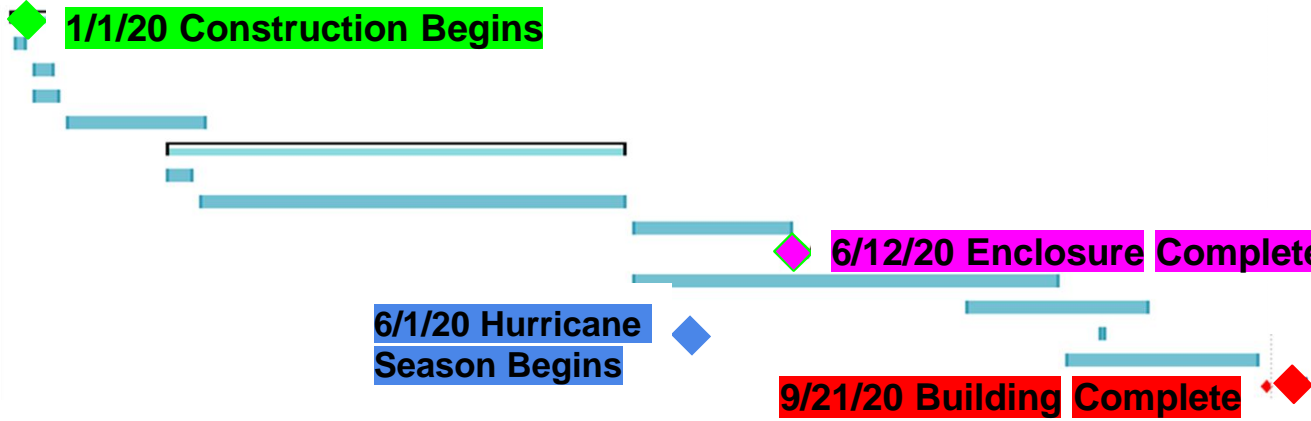 1/1/20 Construction Begins
6/12/20 Enclosure Complete
6/1/20 Hurricane
Season Begins
9/21/20 Building Complete